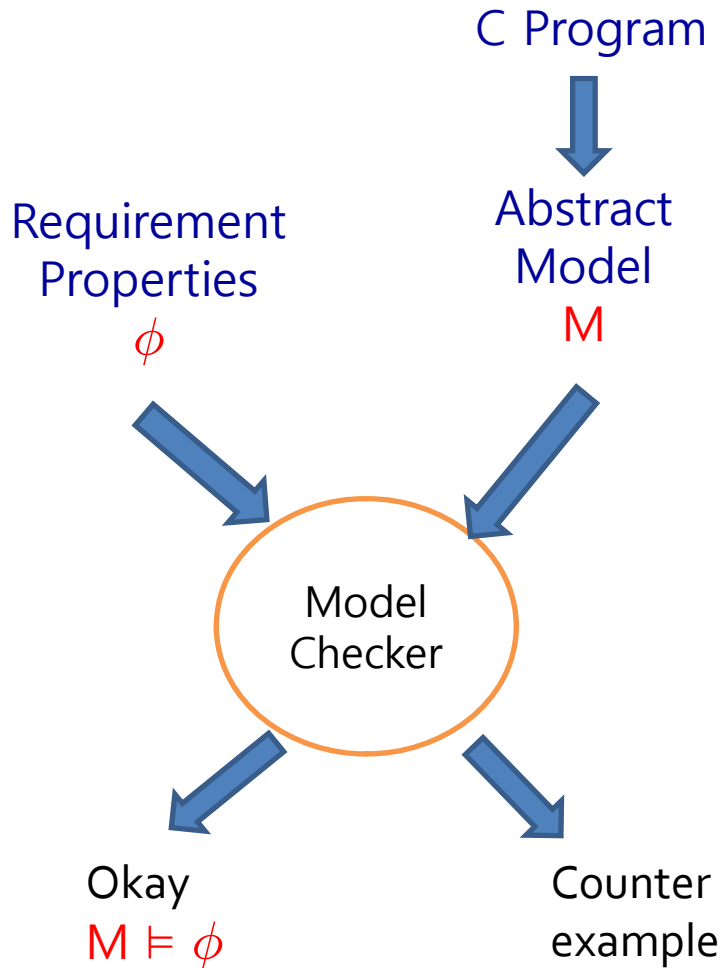 C Program
Requirement
Properties
ϕ
Abstract
Model
M
Model
Checker
Okay
M ⊨ ϕ
Counter
example